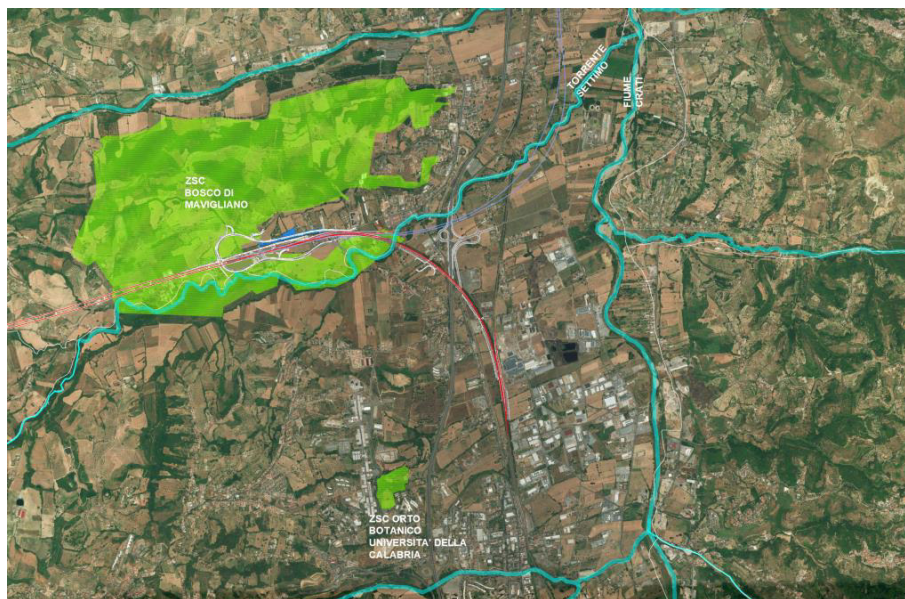 TORRENTE
SETTIMO
FIUME
CRATI
ZSC
BOSCO DI
MAVIGLIANO
ZSC ORTO
BOTANICO
UNIVERSITA' DELLA
CALABRIA